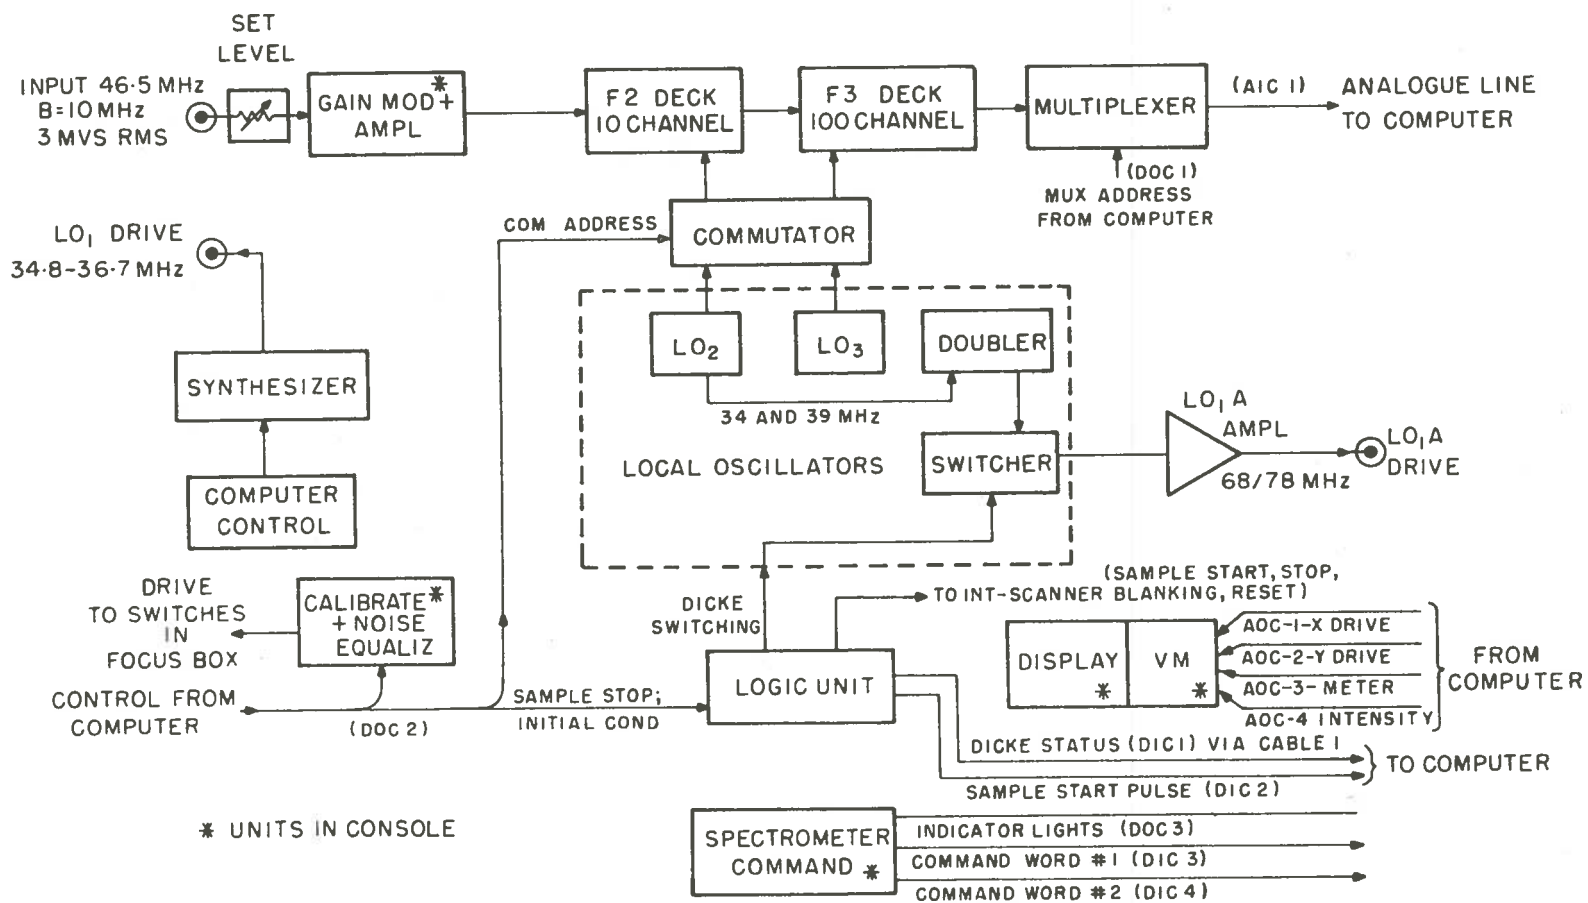 SET
LEVEL
INPUT 46·5 MHz
B=10 MHz
3 MVS RMS
GAIN MOD +
AMPL
*
F2 DECK
10 CHANNEL
F3 DECK
100 CHANNEL
MULTIPLEXER
(AIC 1)
ANALOGUE LINE
TO COMPUTER
(DOC 1)
MUX ADDRESS
FROM COMPUTER
COM ADDRESS
COMMUTATOR
LO1 DRIVE
34·8-36·7 MHz
SYNTHESIZER
COMPUTER
CONTROL
LO2
LO3
DOUBLER
34 AND 39 MHz
LOCAL OSCILLATORS
SWITCHER
LO1A
AMPL
68/78 MHz
LO1A
DRIVE
DRIVE
TO SWITCHES
IN
FOCUS BOX
CALIBRATE *
+ NOISE
EQUALIZ
CONTROL FROM
COMPUTER
(DOC 2)
SAMPLE STOP;
INITIAL COND
DICKE
SWITCHING
LOGIC UNIT
(SAMPLE START, STOP,
TO INT-SCANNER BLANKING, RESET)
DISPLAY
*
VM
*
AOC-1-X DRIVE
AOC-2-Y DRIVE
AOC-3- METER
AOC-4 INTENSITY
FROM
COMPUTER
DICKE STATUS (DIC 1) VIA CABLE 1
SAMPLE START PULSE (DIC 2)
TO COMPUTER
* UNITS IN CONSOLE
SPECTROMETER
COMMAND *
INDICATOR LIGHTS (DOC 3)
COMMAND WORD #1 (DIC 3)
COMMAND WORD #2 (DIC 4)